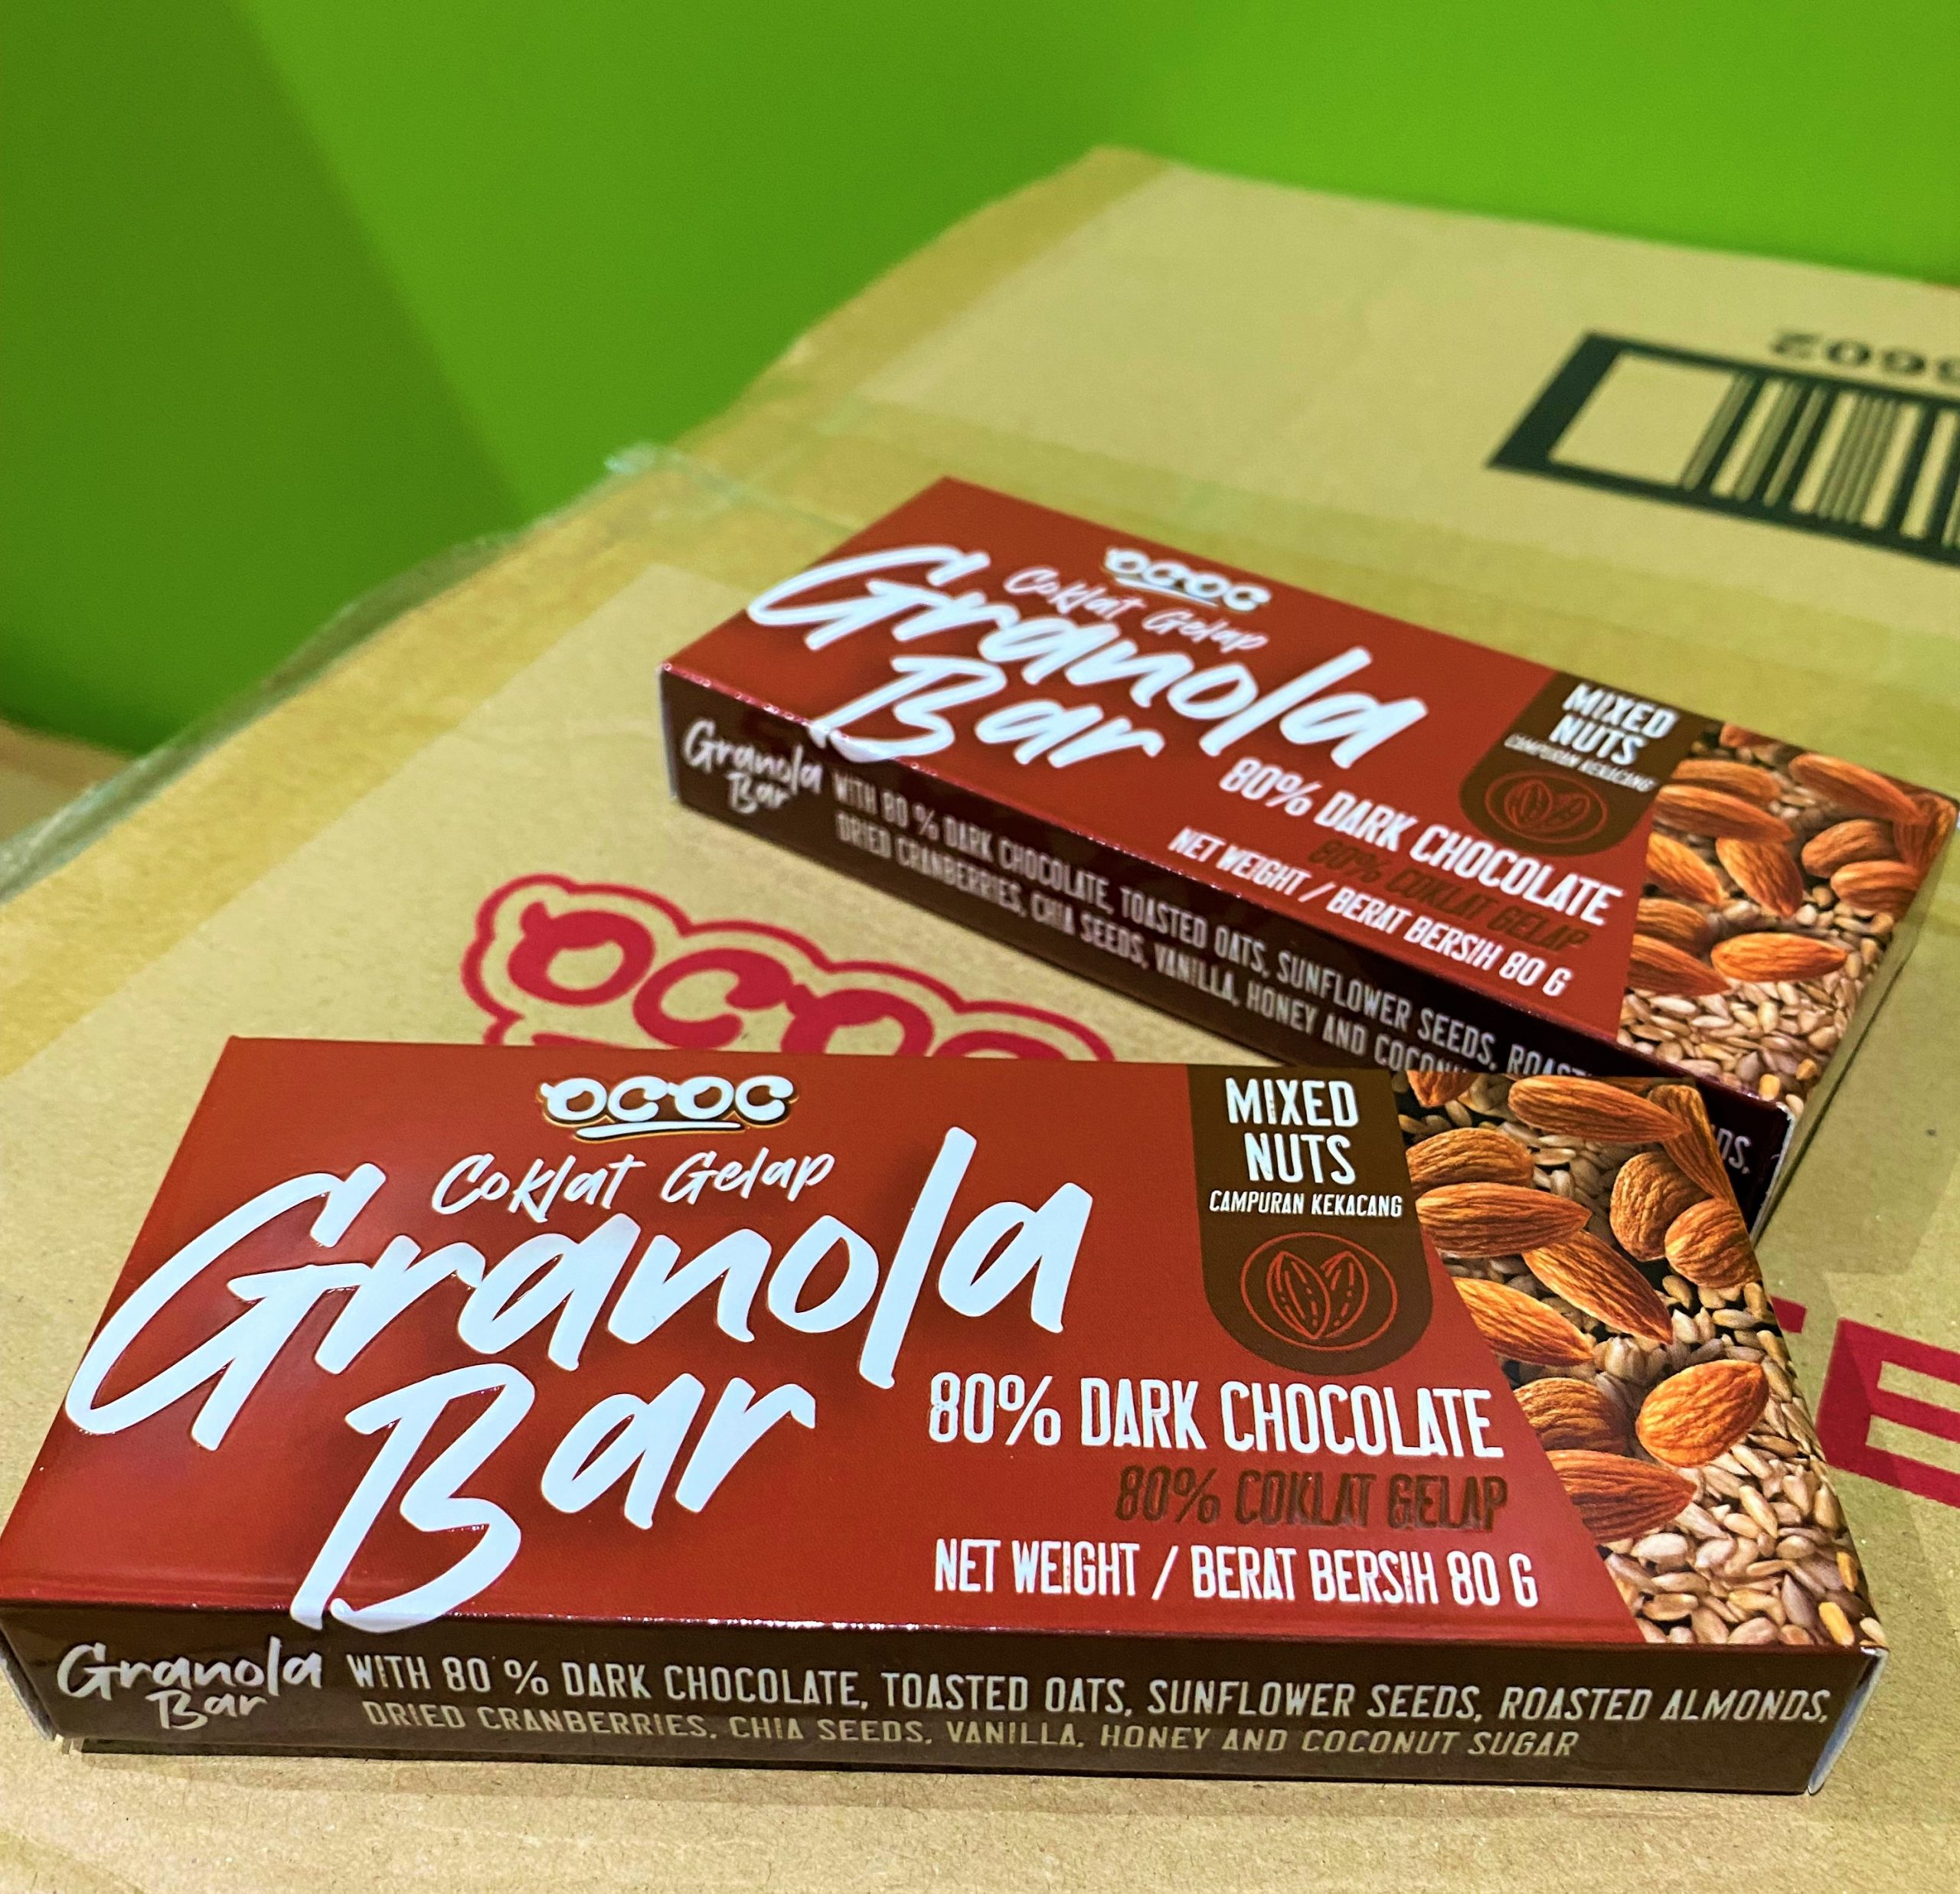 OCOC
Coklat Gelap
Granola
Bar
MIXED
NUTS
CAMPURAN KEKACANG
80% DARK CHOCOLATE
80% COKLAT GELAP
NET WEIGHT / BERAT BERSIH 80 G
Granola
Bar
WITH 80 % DARK CHOCOLATE, TOASTED OATS, SUNFLOWER SEEDS,
DRIED CRANBERRIES, CHIA SEEDS, VANILLA, HONEY AND
OCOC
OCOC
Coklat Gelap
Granola
Bar
MIXED
NUTS
CAMPURAN KEKACANG
80% DARK CHOCOLATE
80% COKLAT GELAP
NET WEIGHT / BERAT BERSIH 80 G
Granola
Bar
WITH 80 % DARK CHOCOLATE, TOASTED OATS, SUNFLOWER SEEDS, ROASTED ALMONDS,
DRIED CRANBERRIES, CHIA SEEDS, VANILLA, HONEY AND COCONUT SUGAR